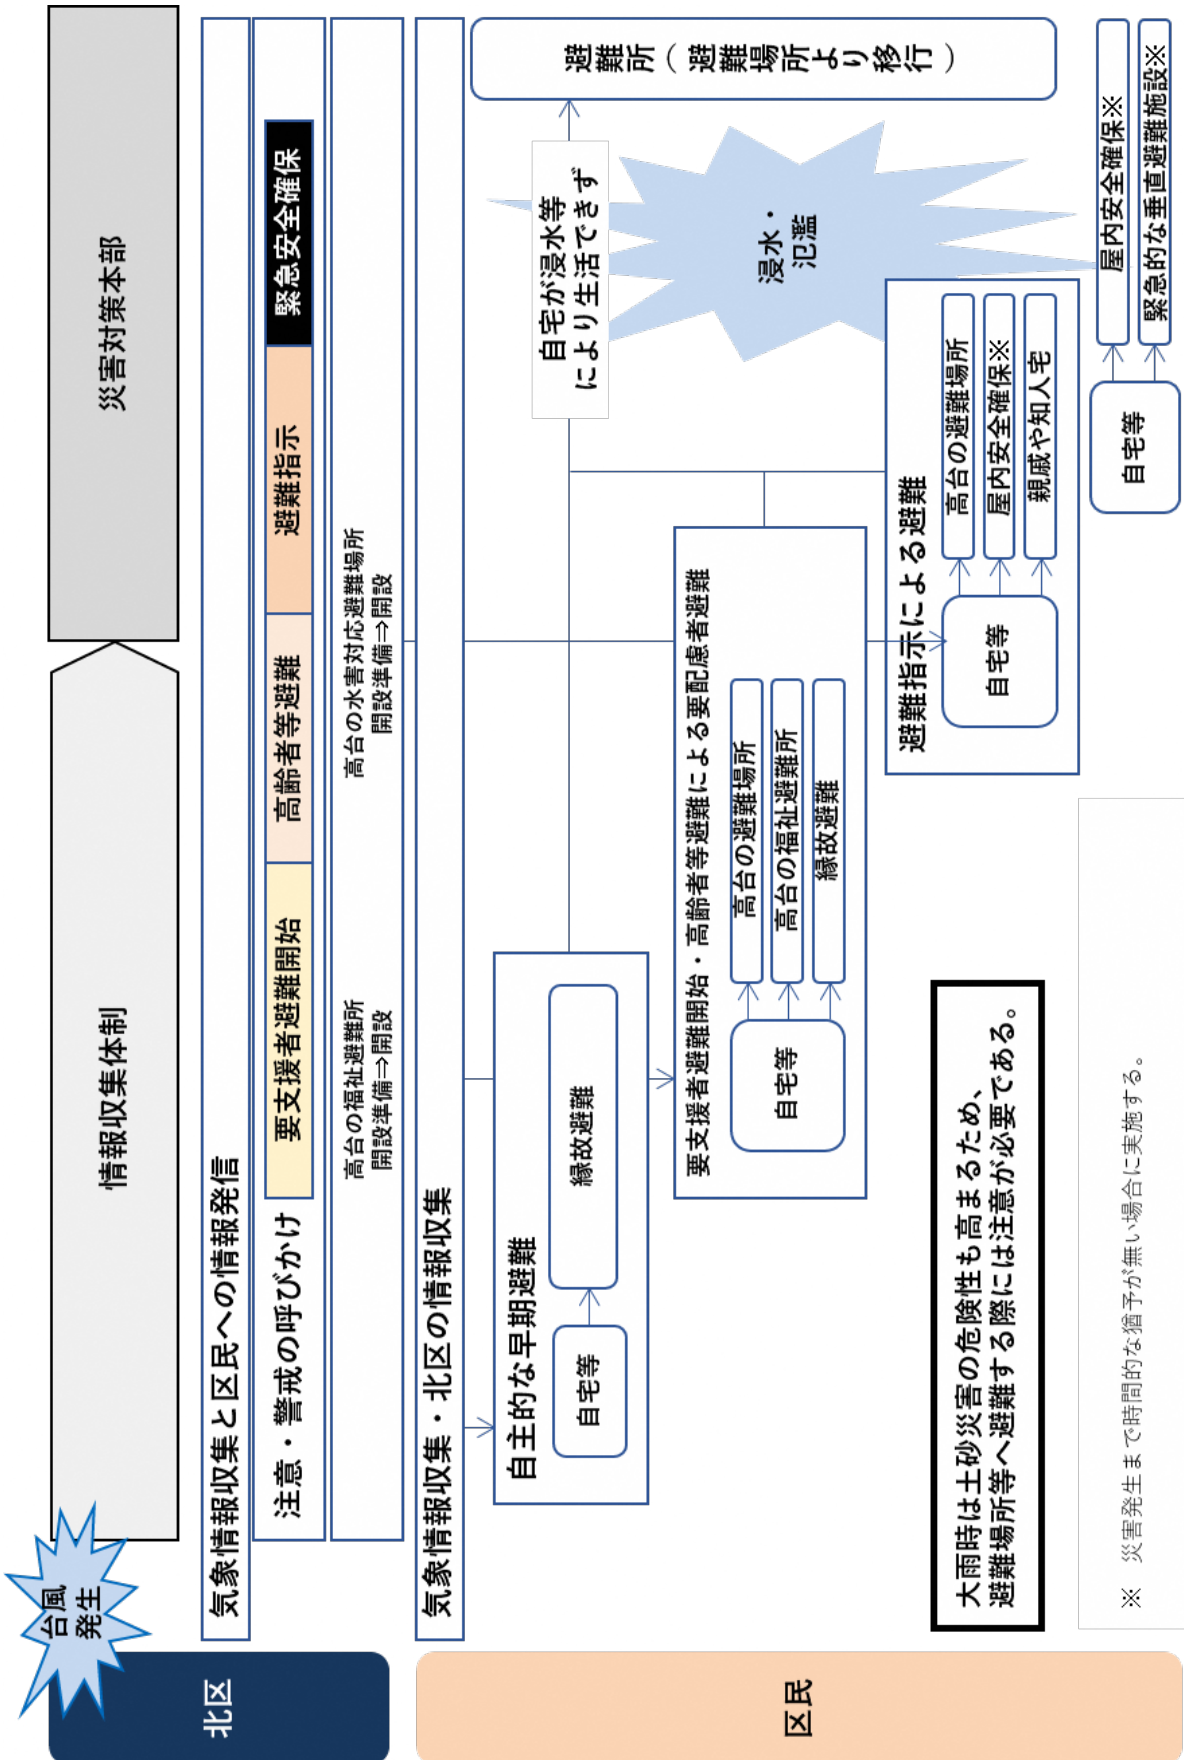 台風
発生
情報収集体制
災害対策本部
北区
気象情報収集と区民への情報発信
注意・警戒の呼びかけ
要支援者避難開始
高齢者等避難
避難指示
緊急安全確保
高台の福祉避難所
開設準備⇒開設
高台の水害対応避難場所
開設準備⇒開設
区民
気象情報収集・北区の情報収集
自主的な早期避難
自宅等
縁故避難
自宅が浸水等
により生活できず
避難所（避難場所より移行）
浸水・
氾濫
要支援者避難開始・高齢者等避難による要配慮者避難
自宅等
高台の避難場所
高台の福祉避難所
縁故避難
避難指示による避難
自宅等
高台の避難場所
屋内安全確保※
親戚や知人宅
自宅等
屋内安全確保※
緊急的な垂直避難施設※
大雨時は土砂災害の危険性も高まるため、
避難場所等へ避難する際には注意が必要である。
※　災害発生まで時間的な猶予が無い場合に実施する。